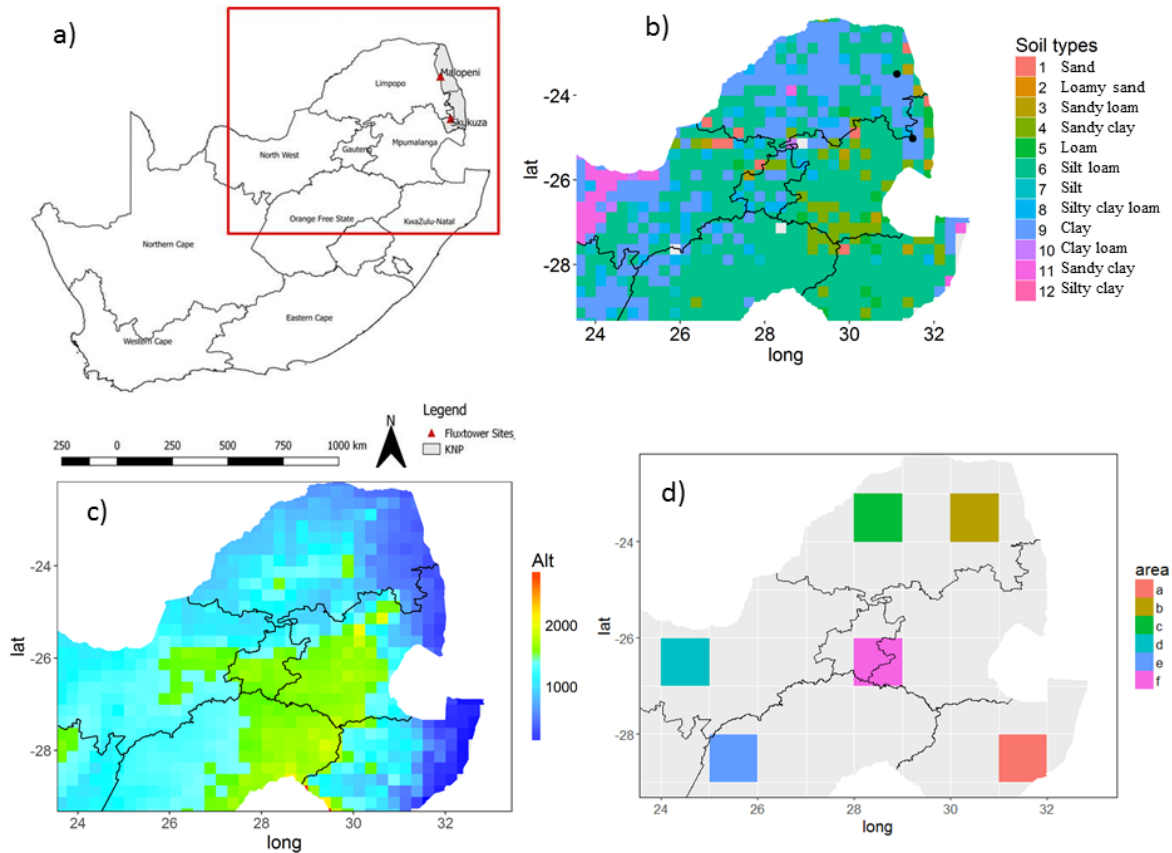 a)
Limpopo
Malopeni
Skukuza
North West
Gauteng
Mpumalanga
Orange Free State
KwaZulu-Natal
Northern Cape
Eastern Cape
Western Cape
250 0 250 500 750 1000 km
N
Legend
Fluxtower Sites
KNP
b)
lat
-24
-26
-28
24 26 28 30 32
long
Soil types
1 Sand
2 Loamy sand
3 Sandy loam
4 Sandy clay
5 Loam
6 Silt loam
7 Silt
8 Silty clay loam
9 Clay
10 Clay loam
11 Sandy clay
12 Silty clay
c)
lat
-24
-26
-28
24 26 28 30 32
long
Alt
2000
1000
d)
lat
-24
-26
-28
24 26 28 30 32
long
area
a
b
c
d
e
f